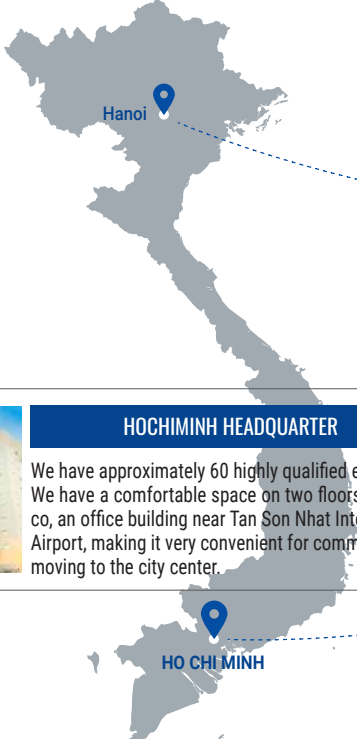 Hanoi
HOCHIMINH HEADQUARTER
We have approximately 60 highly qualified
We have a comfortable space on two floors
co, an office building near Tan Son Nhat
Airport, making it very convenient for
moving to the city center.
HO CHI MINH